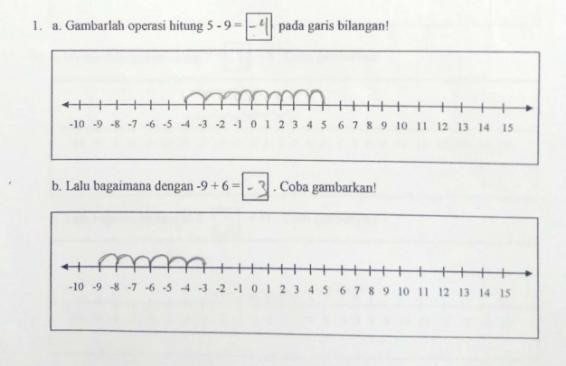 1. a. Gambarlah operasi hitung 5 - 9 = -4 pada garis bilangan!
-10 -9 -8 -7 -6 -5 -4 -3 -2 -1 0 1 2 3 4 5 6 7 8 9 10 11 12 13 14 15
b. Lalu bagaimana dengan -9 + 6 = -3 . Coba gambarkan!
-10 -9 -8 -7 -6 -5 -4 -3 -2 -1 0 1 2 3 4 5 6 7 8 9 10 11 12 13 14 15